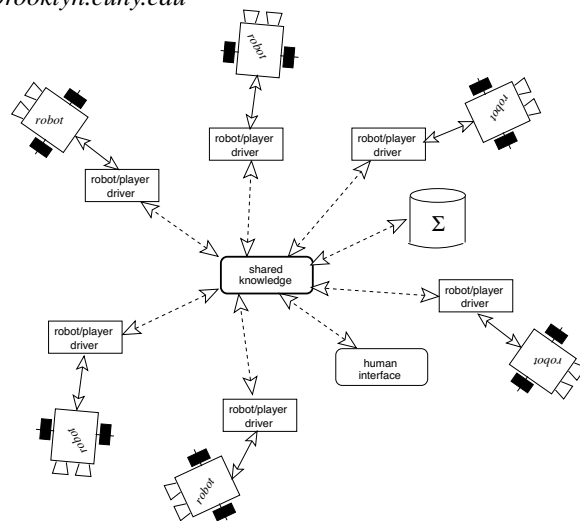 brooklyn.cuny.edu
robot
robot
robot
robot/player
driver
robot/player
driver
robot/player
driver
Σ
shared
knowledge
robot/player
driver
robot/player
driver
human
interface
robot
robot/player
driver
robot
robot